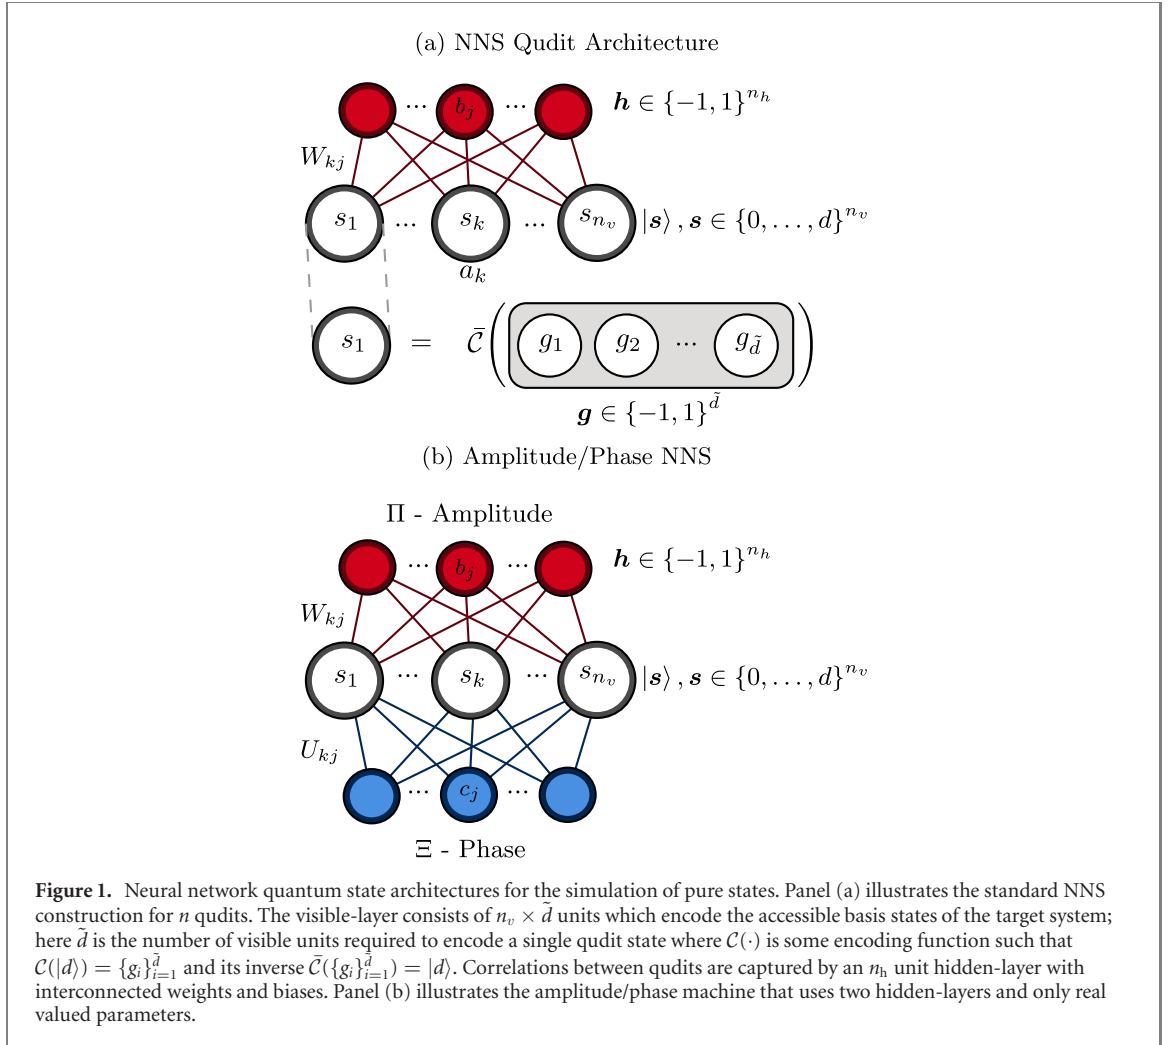 (a) NNS Qudit Architecture
... b_j ... h ∈ {−1, 1}^{n_h}
W_{kj}
s_1 ... s_k ... s_{n_v} |s⟩ , s ∈ {0, . . . , d}^{n_v}
a_k
s_1 = C̄ ( g_1 g_2 ... g_{d̃} )
g ∈ {−1, 1}^{d̃}
(b) Amplitude/Phase NNS
Π - Amplitude
... b_j ... h ∈ {−1, 1}^{n_h}
W_{kj}
s_1 ... s_k ... s_{n_v} |s⟩ , s ∈ {0, . . . , d}^{n_v}
U_{kj}
... c_j ...
Ξ - Phase
Figure 1. Neural network quantum state architectures for the simulation of pure states. Panel (a) illustrates the standard NNS
construction for n qudits. The visible-layer consists of n_v × d̃ units which encode the accessible basis states of the target system;
here d̃ is the number of visible units required to encode a single qudit state where C(·) is some encoding function such that
C(|d⟩) = {g_i}_{i=1}^{d̃} and its inverse C̄({g_i}_{i=1}^{d̃}) = |d⟩. Correlations between qudits are captured by an n_h unit hidden-layer with
interconnected weights and biases. Panel (b) illustrates the amplitude/phase machine that uses two hidden-layers and only real
valued parameters.